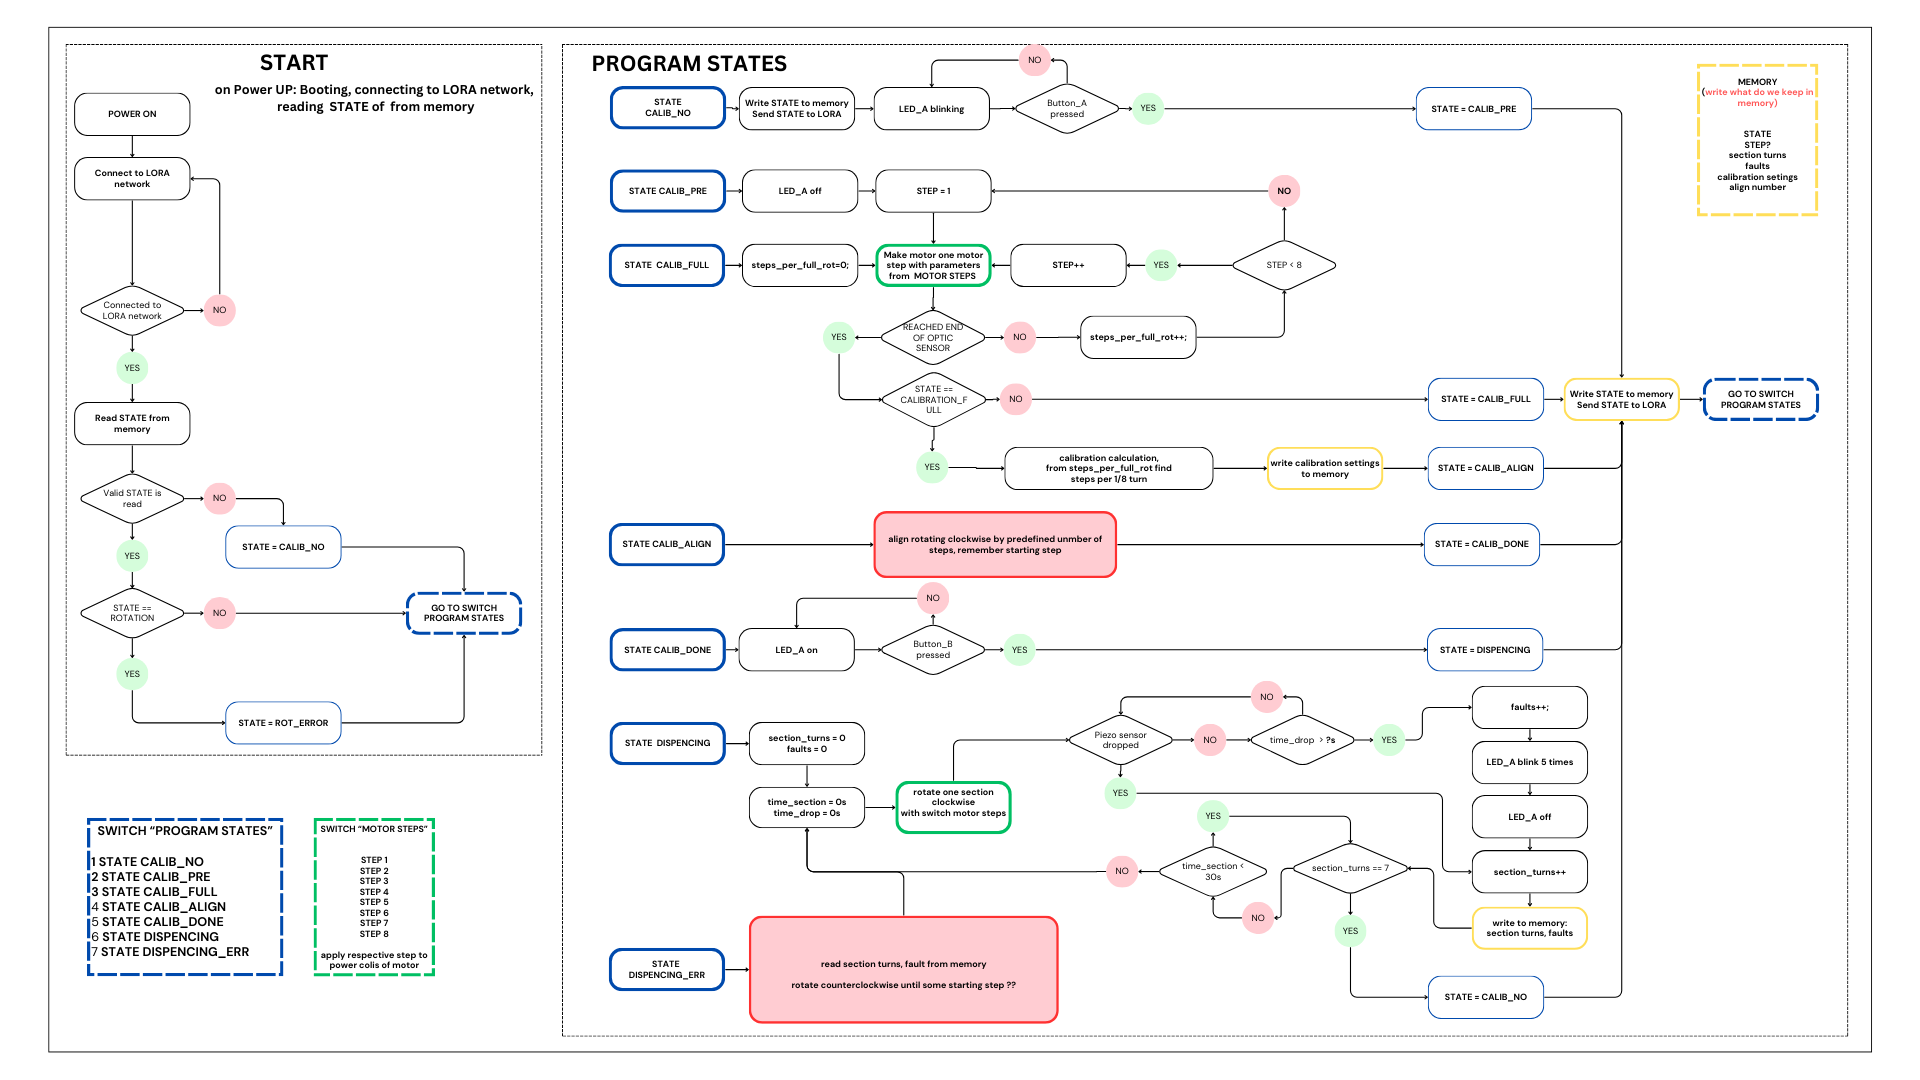 START
on Power UP: Booting, connecting to LORA network,
reading STATE of from memory
POWER ON
Connect to LORA
network
Connected to
LORA network
NO
YES
Read STATE from
memory
Valid STATE is
read
NO
STATE = CALIB_NO
YES
STATE ==
ROTATION
NO
GO TO SWITCH
PROGRAM STATES
YES
STATE = ROT_ERROR
SWITCH “PROGRAM STATES”
1 STATE CALIB_NO
2 STATE CALIB_PRE
3 STATE CALIB_FULL
4 STATE CALIB_ALIGN
5 STATE CALIB_DONE
6 STATE DISPENCING
7 STATE DISPENCING_ERR
SWITCH “MOTOR STEPS”
STEP 1
STEP 2
STEP 3
STEP 4
STEP 5
STEP 6
STEP 7
STEP 8
apply respective step to
power colis of motor
PROGRAM STATES
STATE
CALIB_NO
Write STATE to memory
Send STATE to LORA
LED_A blinking
NO
Button_A
pressed
YES
STATE = CALIB_PRE
MEMORY
(write what do we keep in
memory)
STATE
STEP?
section turns
faults
calibration setings
align number
STATE CALIB_PRE
LED_A off
STEP = 1
NO
STATE CALIB_FULL
steps_per_full_rot=0;
Make motor one motor
step with parameters
from MOTOR STEPS
STEP++
YES
STEP < 8
YES
REACHED END
OF OPTIC
SENSOR
NO
steps_per_full_rot++;
STATE ==
CALIBRATION_F
ULL
NO
STATE = CALIB_FULL
Write STATE to memory
Send STATE to LORA
GO TO SWITCH
PROGRAM STATES
YES
calibration calculation,
from steps_per_full_rot find
steps per 1/8 turn
write calibration settings
to memory
STATE = CALIB_ALIGN
STATE CALIB_ALIGN
align rotating clockwise by predefined unmber of
steps, remember starting step
STATE = CALIB_DONE
NO
STATE CALIB_DONE
LED_A on
Button_B
pressed
YES
STATE = DISPENCING
STATE DISPENCING
section_turns = 0
faults = 0
time_section = 0s
time_drop = 0s
rotate one section
clockwise
with switch motor steps
NO
Piezo sensor
dropped
NO
time_drop > ?s
YES
faults++;
LED_A blink 5 times
YES
LED_A off
YES
section_turns++
NO
time_section <
30s
section_turns == 7
NO
write to memory:
section turns, faults
YES
STATE
DISPENCING_ERR
read section turns, fault from memory
rotate counterclockwise until some starting step ??
STATE = CALIB_NO